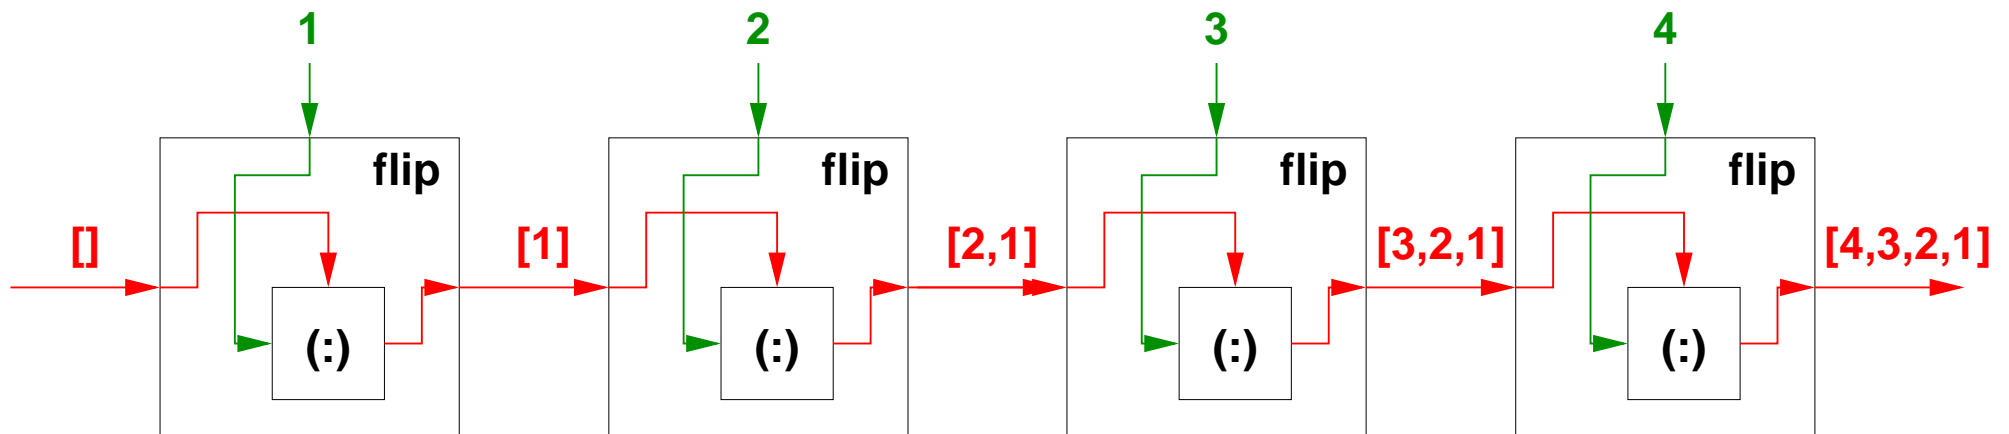 1 2 3 4
flip flip flip flip
[] [1] [2,1] [3,2,1] [4,3,2,1]
(:) (:) (:) (:)